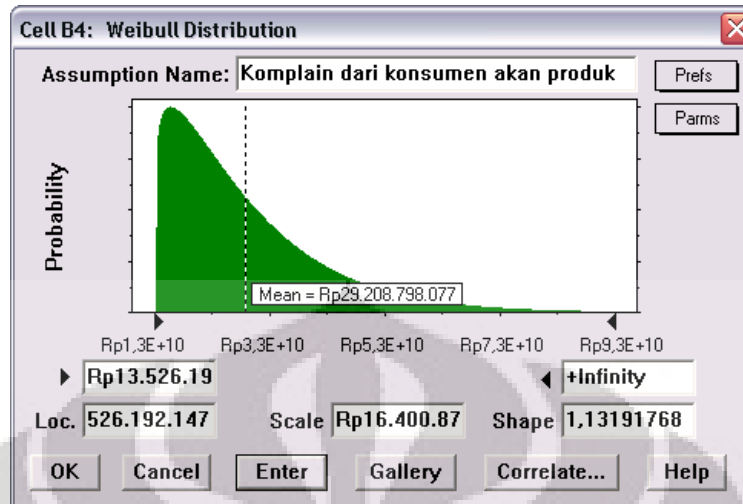 Cell B4: Weibull Distribution
Assumption Name: Komplain dari konsumen akan produk
Prefs
Parms
Probability
Mean = Rp29.208.798.077
Rp1,3E+10 Rp3,3E+10 Rp5,3E+10 Rp7,3E+10 Rp9,3E+10
Rp13.526.19 +Infinity
Loc. 526.192.147 Scale Rp16.400.87 Shape 1,13191768
OK Cancel Enter Gallery Correlate... Help